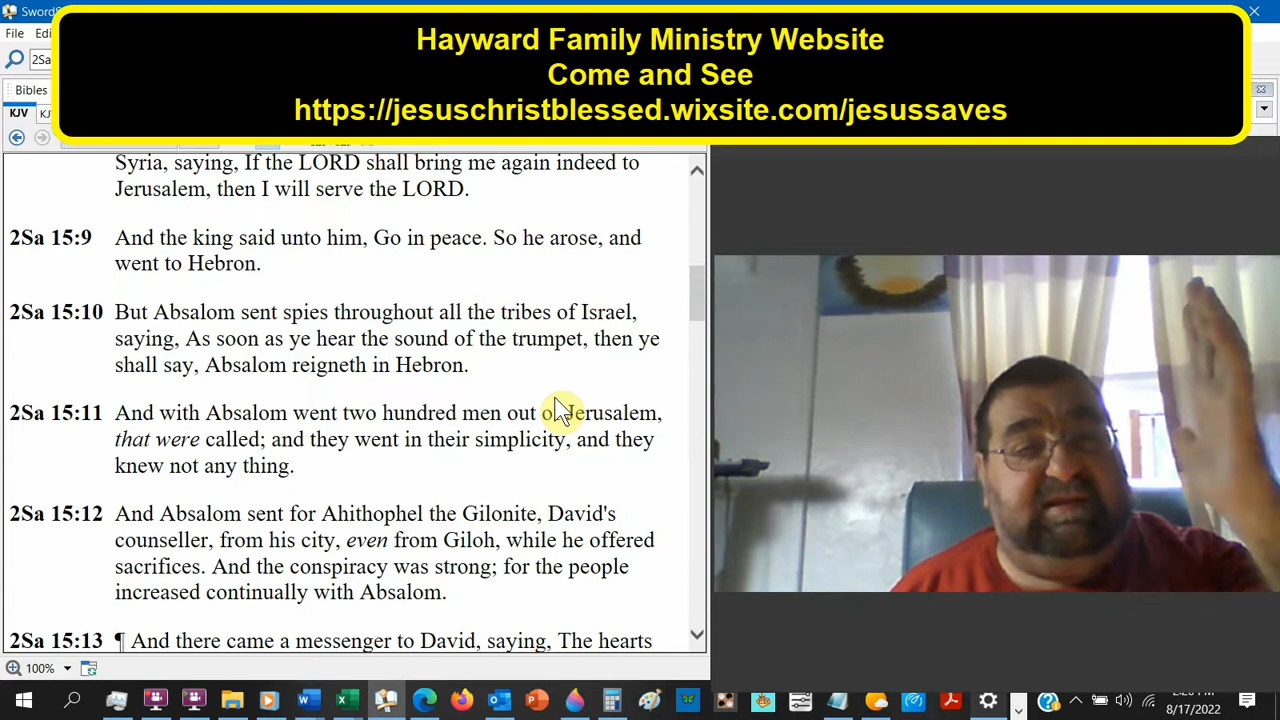 SwordS
Hayward Family Ministry Website
Come and See
https://jesuschristblessed.wixsite.com/jesussaves
File
2Sa
Bibles
KJV
Syria, saying, If the LORD shall bring me again indeed to
Jerusalem, then I will serve the LORD.
2Sa 15:9 And the king said unto him, Go in peace. So he arose, and
went to Hebron.
2Sa 15:10 But Absalom sent spies throughout all the tribes of Israel,
saying, As soon as ye hear the sound of the trumpet, then ye
shall say, Absalom reigneth in Hebron.
2Sa 15:11 And with Absalom went two hundred men out of Jerusalem,
that were called; and they went in their simplicity, and they
knew not any thing.
2Sa 15:12 And Absalom sent for Ahithophel the Gilonite, David's
counseller, from his city, even from Giloh, while he offered
sacrifices. And the conspiracy was strong; for the people
increased continually with Absalom.
2Sa 15:13 ¶ And there came a messenger to David, saying, The hearts
100%
8/17/2022